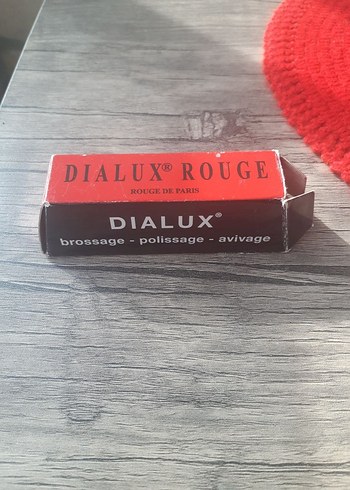 DIALUX® ROUGE
ROUGE DE PARIS
DIALUX®
brossage - polissage - avivage